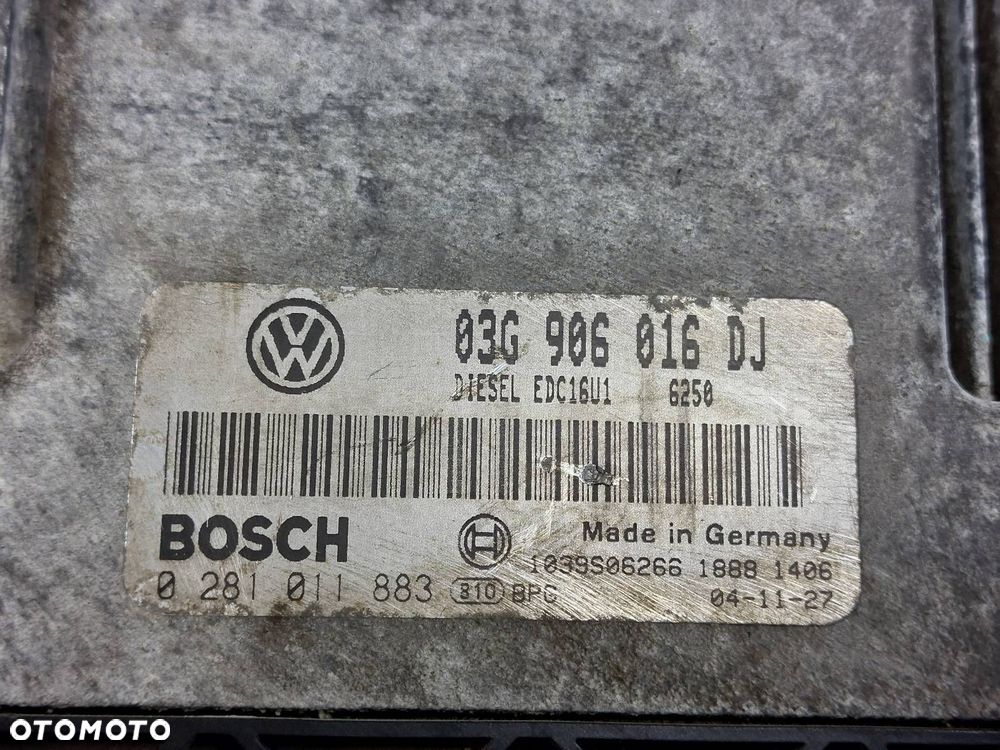 03G 906 016 DJ
DIESEL EDC16U1 6250
BOSCH
Made in Germany
1039S06266 1888 1406
0 281 011 883 310 BPC
04-11-27
OTOMOTO